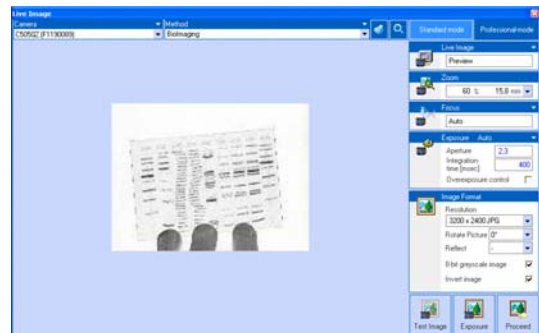 Live Image
Camera Method
C5050Z (F1190089) BioImaging
Standard mode Professional-mode
Live Image
Preview
Zoom
60 % 15.8 mm
Focus
Auto
Exposure Auto
Aperture 2.3
Integration
time [msec] 400
Overexposure control
Image Format
Resolution
3200 x 2400 JPG
Rotate Picture 0°
Reflect -
8-bit greyscale image
Invert image
Test Image Exposure Proceed